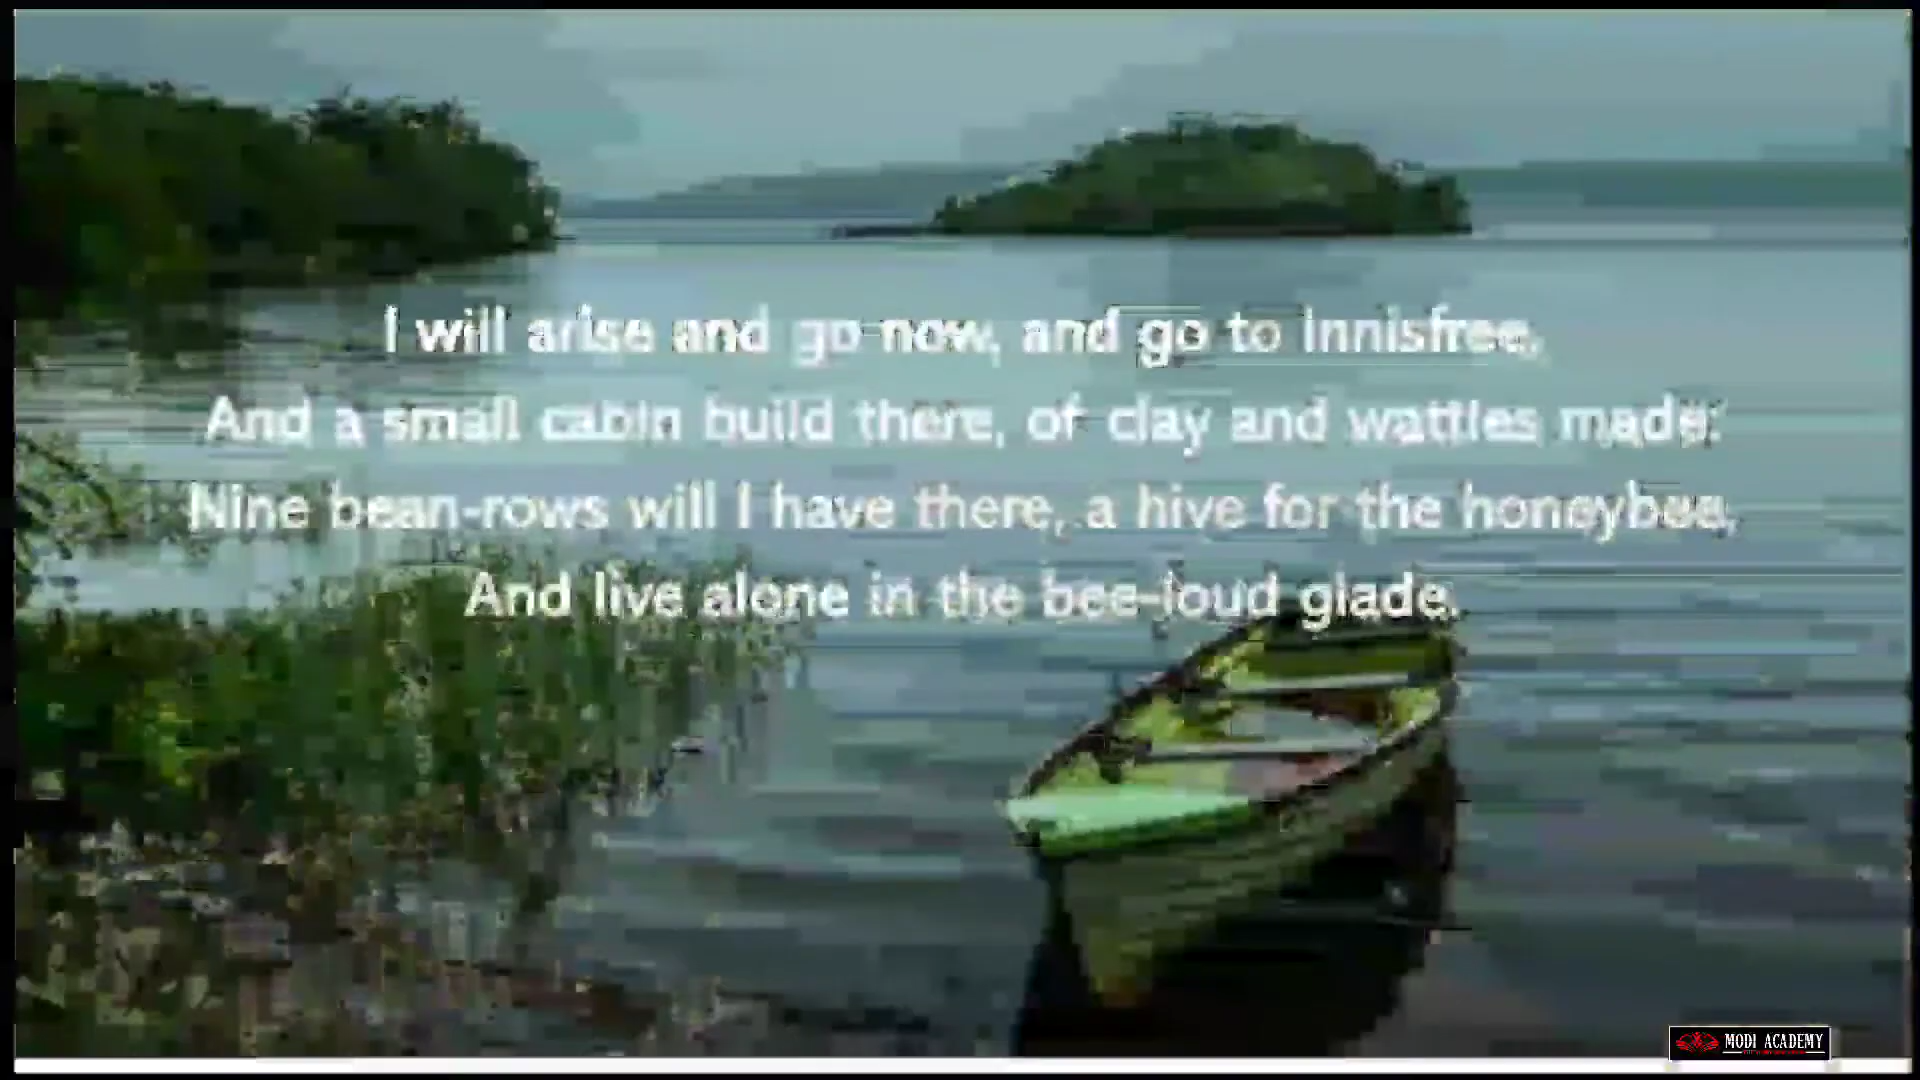 I will arise and go now, and go to Innisfree,
And a small cabin build there, of clay and wattles made:
Nine bean-rows will I have there, a hive for the honeybee,
And live alone in the bee-loud glade.
MODI ACADEMY